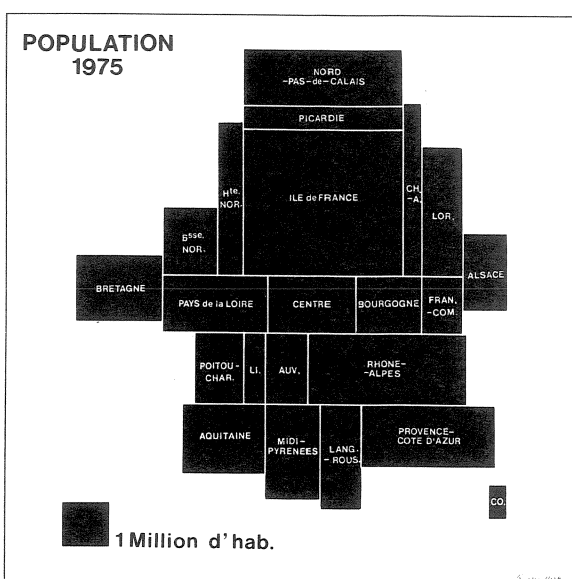 POPULATION
1975
NORD
-PAS-de-CALAIS
PICARDIE
ILE de FRANCE
Hte.
NOR.
CH.
-A.
LOR.
Bsse.
NOR.
BRETAGNE
ALSACE
PAYS de la LOIRE
CENTRE
BOURGOGNE
FRAN.
-COM.
POITOU-
CHAR.
LI.
AUV.
RHONE-
-ALPES
AQUITAINE
MIDI-
PYRENEES
LANG.
-ROUS.
PROVENCE-
COTE D'AZUR
CO.
1 Million d'hab.